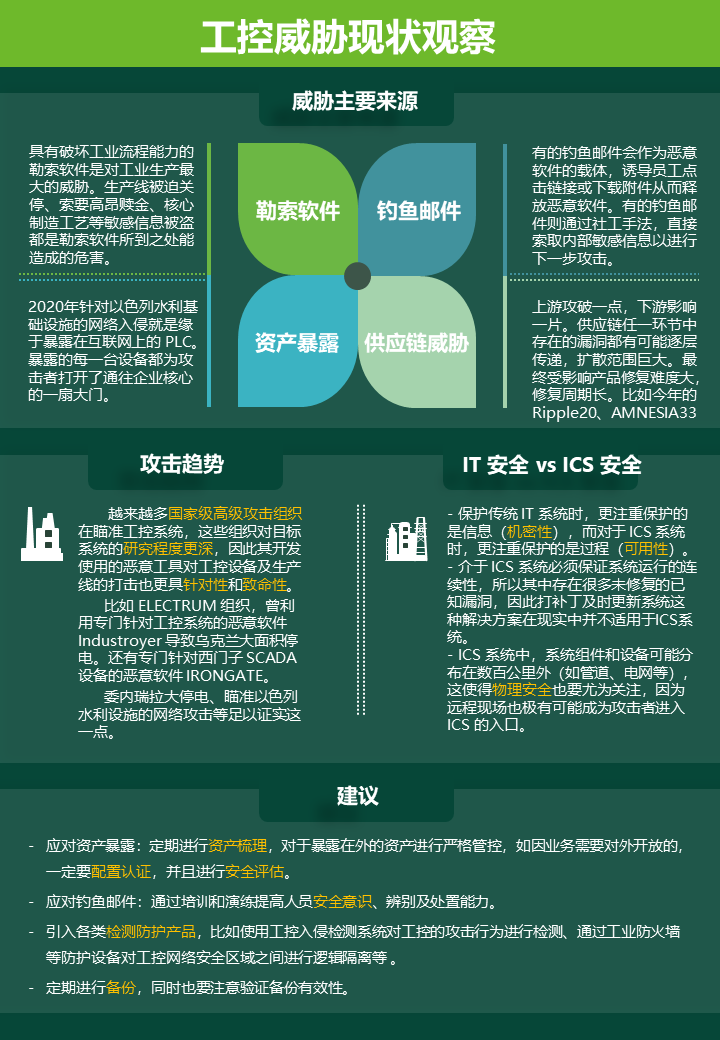 工控威胁现状观察
威胁主要来源
具有破坏工业流程能力的
勒索软件是对工业生产最
大的威胁。生产线被迫关
停、索要高昂赎金、核心
制造工艺等敏感信息被盗
都是勒索软件所到之处能
造成的危害。
勒索软件
钓鱼邮件
有的钓鱼邮件会作为恶意
软件的载体，诱导员工点
击链接或下载附件从而释
放恶意软件。有的钓鱼邮
件则通过社工手法，直接
索取内部敏感信息以进行
下一步攻击。
2020年针对以色列水利基
础设施的网络入侵就是缘
于暴露在互联网上的 PLC。
暴露的每一台设备都为攻
击者打开了通往企业核心
的一扇大门。
资产暴露
供应链威胁
上游攻破一点，下游影响
一片。供应链任一环节中
存在的漏洞都有可能逐层
传递，扩散范围巨大。最
终受影响产品修复难度大，
修复周期长。比如今年的
Ripple20、AMNESIA33
攻击趋势
越来越多国家级高级攻击组织
在瞄准工控系统，这些组织对目标
系统的研究程度更深，因此其开发
使用的恶意工具对工控设备及生产
线的打击也更具针对性和致命性。
比如 ELECTRUM 组织，曾利
用专门针对工控系统的恶意软件
Industroyer 导致乌克兰大面积停
电。还有专门针对西门子 SCADA
设备的恶意软件 IRONGATE。
委内瑞拉大停电、瞄准以色列
水利设施的网络攻击等足以证实这
一点。
IT 安全 vs ICS 安全
- 保护传统 IT 系统时，更注重保护的
是信息（机密性），而对于 ICS 系统
时，更注重保护的是过程（可用性）。
- 介于 ICS 系统必须保证系统运行的连
续性，所以其中存在很多未修复的已
知漏洞，因此打补丁及时更新系统这
种解决方案在现实中并不适用于ICS系
统。
- ICS 系统中，系统组件和设备可能分
布在数百公里外（如管道、电网等），
这使得物理安全也要尤为关注，因为
远程现场也极有可能成为攻击者进入
ICS 的入口。
建议
- 应对资产暴露：定期进行资产梳理，对于暴露在外的资产进行严格管控，如因业务需要对外开放的，
一定要配置认证，并且进行安全评估。
- 应对钓鱼邮件：通过培训和演练提高人员安全意识、辨别及处置能力。
- 引入各类检测防护产品，比如使用工控入侵检测系统对工控的攻击行为进行检测、通过工业防火墙
等防护设备对工控网络安全区域之间进行逻辑隔离等 。
- 定期进行备份，同时也要注意验证备份有效性。